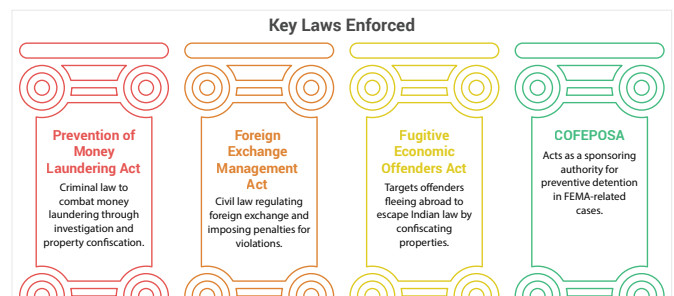 Key Laws Enforced
Prevention of
Money
Laundering Act
Criminal law to
combat money
laundering through
investigation and
property confiscation.
Foreign
Exchange
Management
Act
Civil law regulating
foreign exchange and
imposing penalties for
violations.
Fugitive
Economic
Offenders Act
Targets offenders
fleeing abroad to
escape Indian law by
confiscating
properties.
COFEPOSA
Acts as a sponsoring
authority for
preventive detention
in FEMA-related
cases.